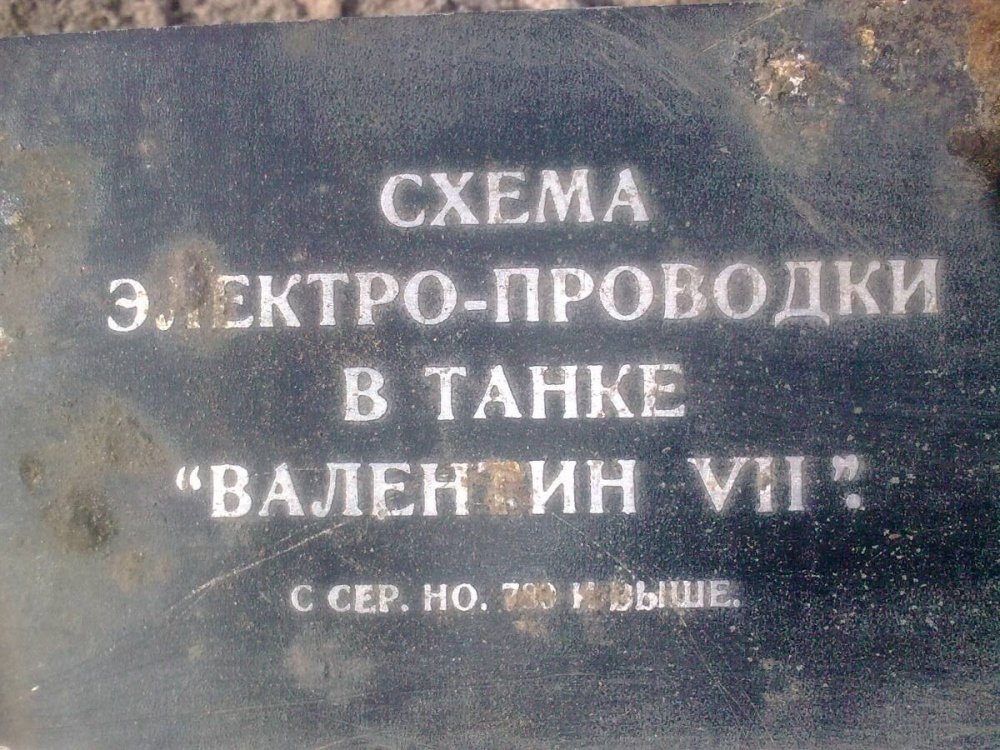 СХЕМА
ЭЛЕКТРО-ПРОВОДКИ
В ТАНКЕ
“ВАЛЕНТИН VII”.
С СЕР. НО. И ВЫШЕ.